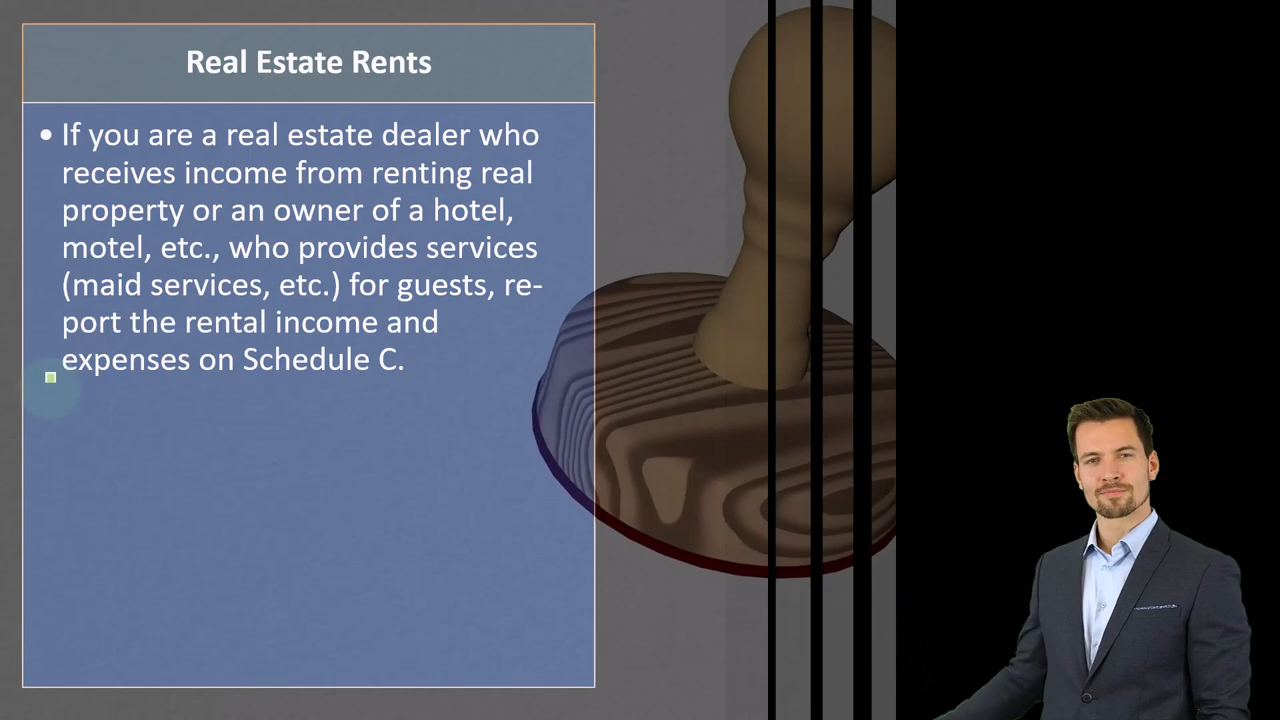 Real Estate Rents
• If you are a real estate dealer who
receives income from renting real
property or an owner of a hotel,
motel, etc., who provides services
(maid services, etc.) for guests, re-
port the rental income and
expenses on Schedule C.